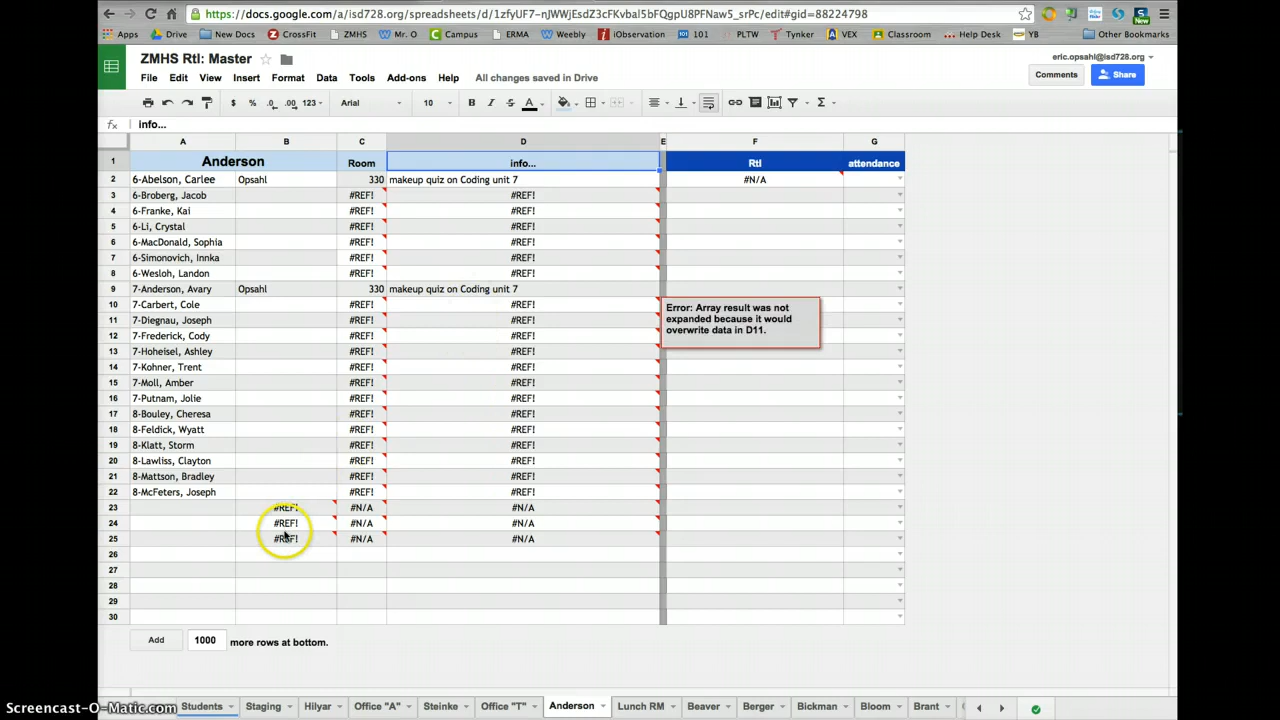 https://docs.google.com/a/isd728.org/spreadsheets/d/1zfyUF7-nJWWjEsdZ3cFKvbal5bFQgpU8PFNaw5_srPc/edit#gid=88224798
Apps Drive New Docs CrossFit ZMHS Mr. O Campus ERMA Weebly iObservation 101 PLTW Tynker VEX Classroom Help Desk YB Other Bookmarks
New
ZMHS RtI: Master
eric.opsahl@isd728.org
File Edit View Insert Format Data Tools Add-ons Help All changes saved in Drive
Comments Share
$ % .0 .00 123 Arial 10 B I S A Σ
fx info...
A B C D E F G
1 Anderson Room info... RtI attendance
2 6-Abelson, Carlee Opsahl 330 makeup quiz on Coding unit 7 #N/A
3 6-Broberg, Jacob #REF! #REF!
4 6-Franke, Kai #REF! #REF!
5 6-Li, Crystal #REF! #REF!
6 6-MacDonald, Sophia #REF! #REF!
7 6-Simonovich, Innka #REF! #REF!
8 6-Wesloh, Landon #REF! #REF!
9 7-Anderson, Avary Opsahl 330 makeup quiz on Coding unit 7
10 7-Carbert, Cole #REF! #REF!
11 7-Diegnau, Joseph #REF! #REF!
12 7-Frederick, Cody #REF! #REF!
13 7-Hoheisel, Ashley #REF! #REF!
14 7-Kohner, Trent #REF! #REF!
15 7-Moll, Amber #REF! #REF!
16 7-Putnam, Jolie #REF! #REF!
17 8-Bouley, Cheresa #REF! #REF!
18 8-Feldick, Wyatt #REF! #REF!
19 8-Klatt, Storm #REF! #REF!
20 8-Lawliss, Clayton #REF! #REF!
21 8-Mattson, Bradley #REF! #REF!
22 8-McFeters, Joseph #REF! #REF!
23 #REF! #N/A #N/A
24 #REF! #N/A #N/A
25 #REF! #N/A #N/A
26
27
28
29
30
Error: Array result was not
expanded because it would
overwrite data in D11.
Add 1000 more rows at bottom.
Students Staging Hilyar Office "A" Steinke Office "T" Anderson Lunch RM Beaver Berger Bickman Bloom Brant
Screencast-O-Matic.com